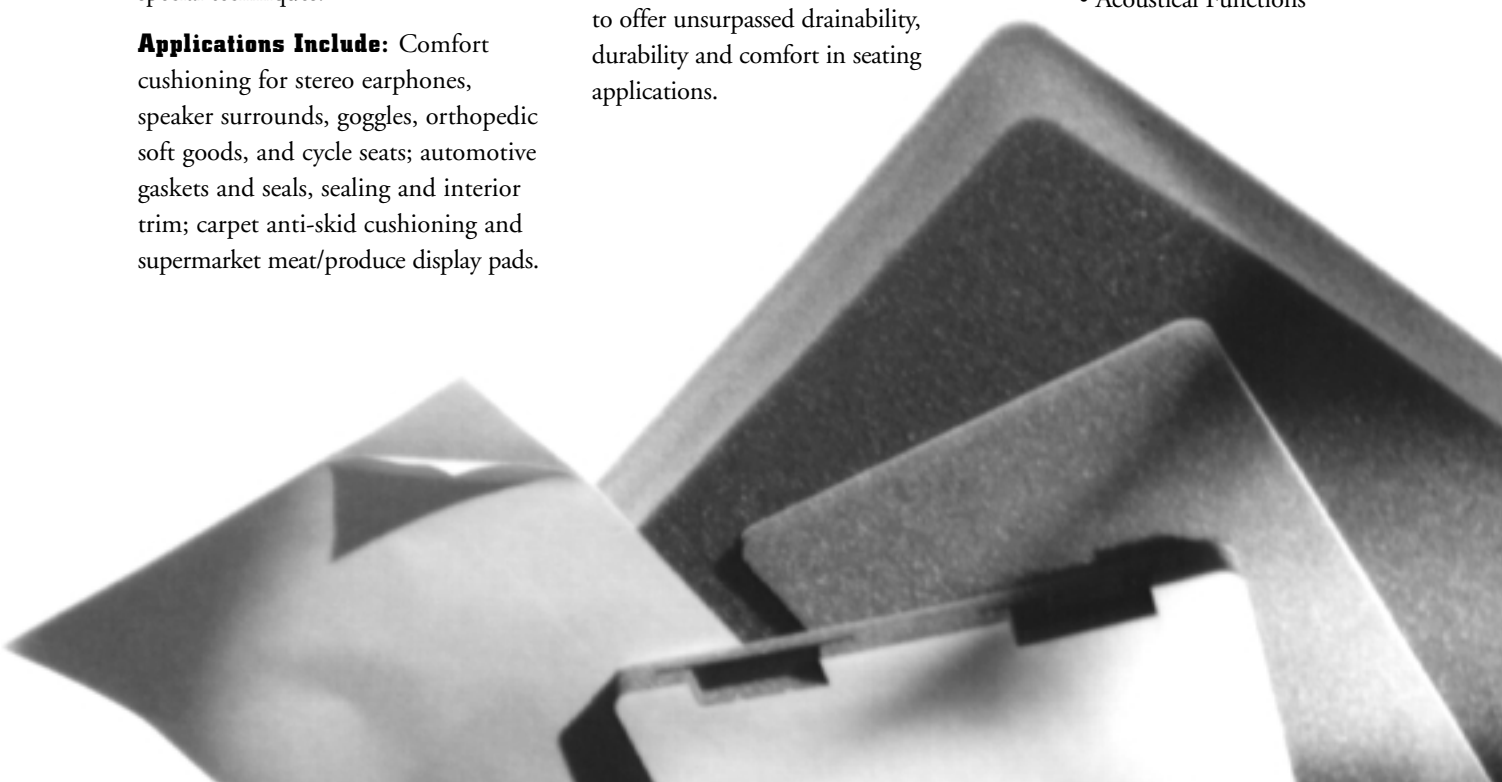 Applications Include: Comfort
cushioning for stereo earphones,
speaker surrounds, goggles, orthopedic
soft goods, and cycle seats; automotive
gaskets and seals, sealing and interior
trim; carpet anti-skid cushioning and
supermarket meat/produce display pads.
to offer unsurpassed drainability,
durability and comfort in seating
applications.
• Acoustical Functions